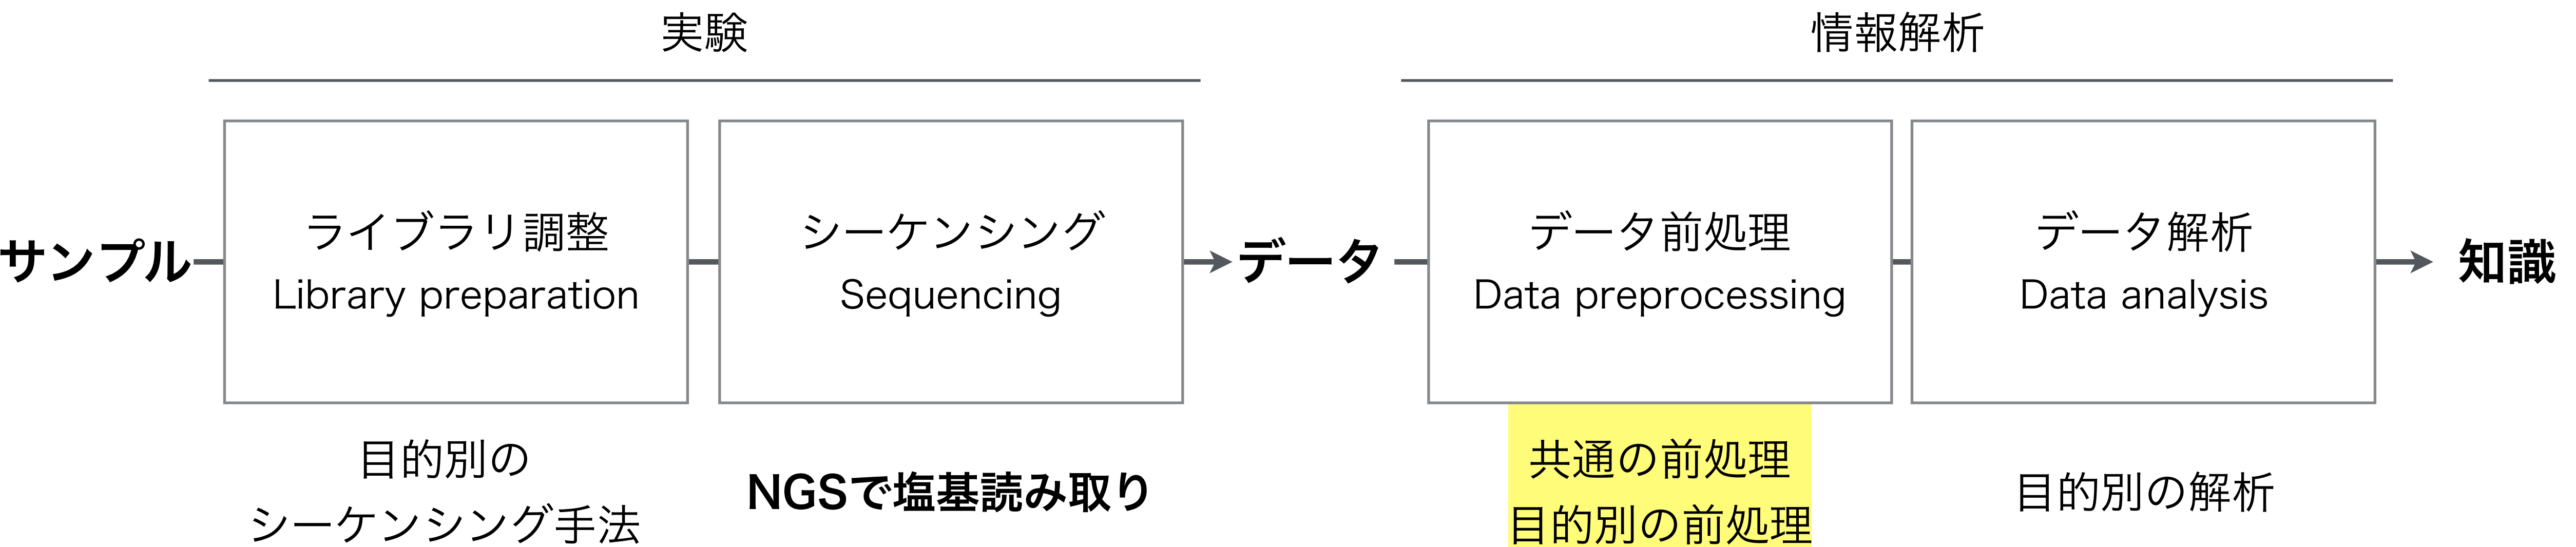 実験
情報解析
サンプル
ライブラリ調整
Library preparation
シーケンシング
Sequencing
データ
データ前処理
Data preprocessing
データ解析
Data analysis
知識
目的別の
シーケンシング手法
NGSで塩基読み取り
共通の前処理
目的別の前処理
目的別の解析